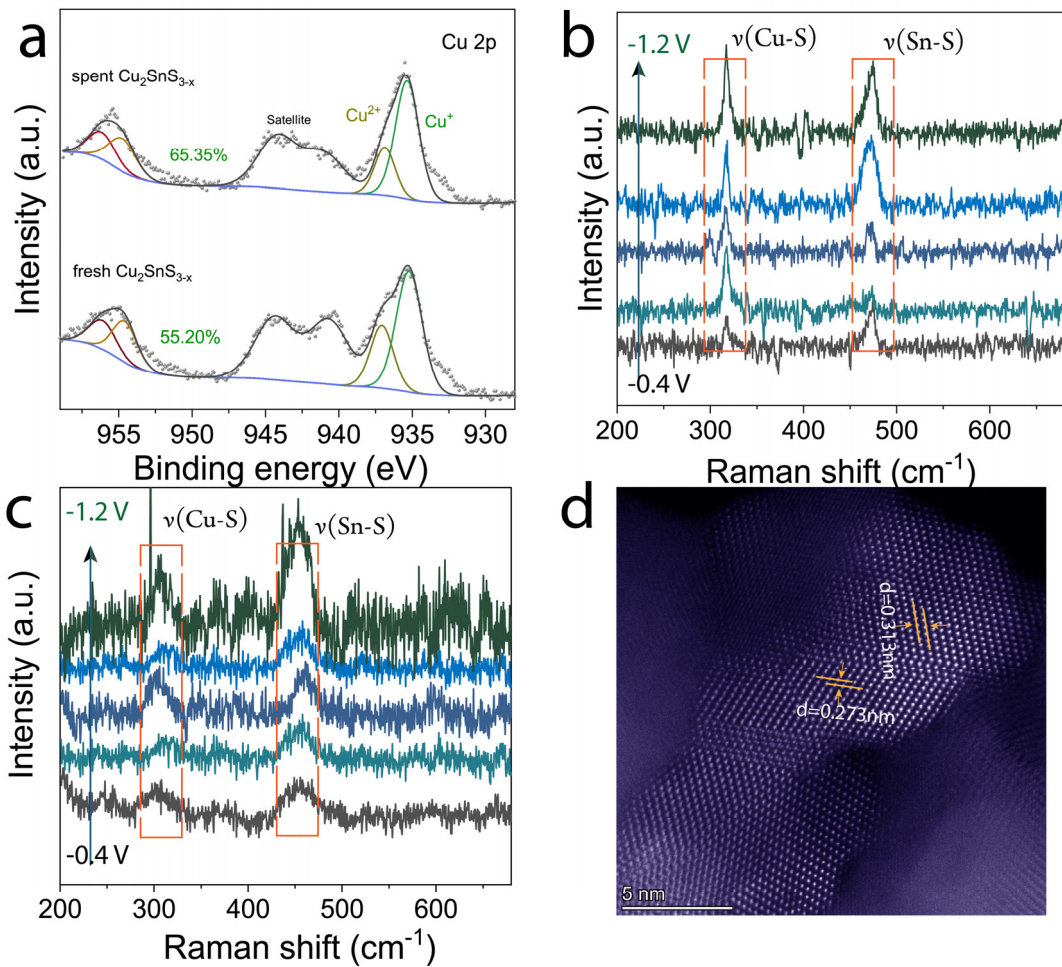 a
Cu 2p
spent Cu₂SnS₃₋ₓ
Satellite
Cu²⁺
Cu⁺
65.35%
fresh Cu₂SnS₃₋ₓ
55.20%
Intensity (a.u.)
955 950 945 940 935 930
Binding energy (eV)
b
-1.2 V
ν(Cu-S)
ν(Sn-S)
-0.4 V
Intensity (a.u.)
200 300 400 500 600
Raman shift (cm⁻¹)
c
-1.2 V
ν(Cu-S)
ν(Sn-S)
-0.4 V
Intensity (a.u.)
200 300 400 500 600
Raman shift (cm⁻¹)
d
d=0.313nm
d=0.273nm
5 nm